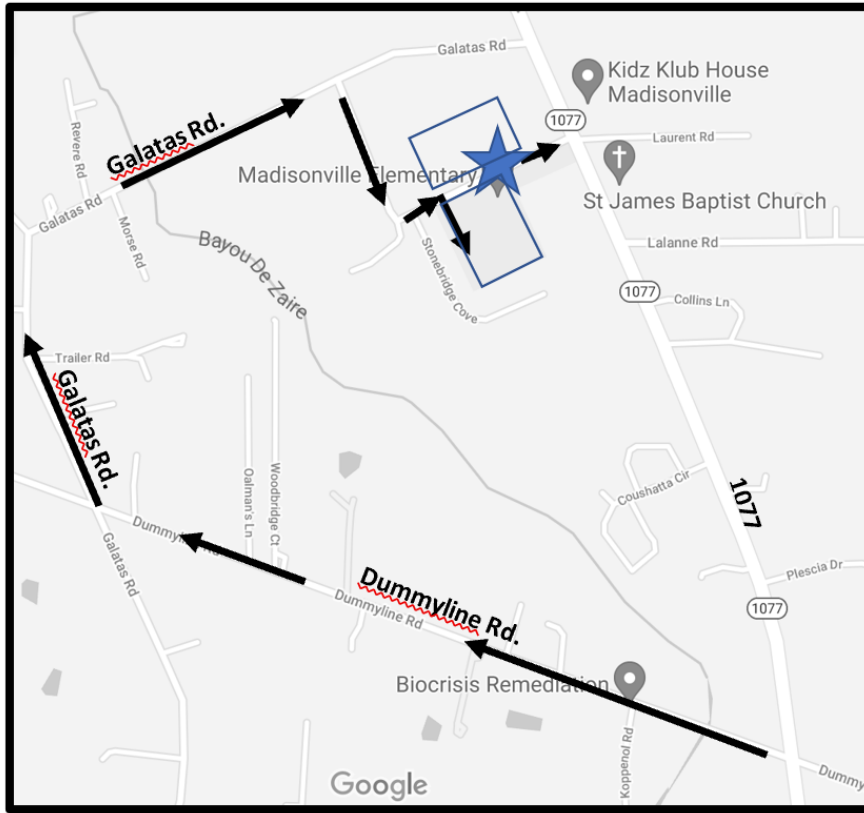 Galatas Rd
Kidz Klub House
Madisonville
1077
Laurent Rd
Galatas Rd.
Revere Rd
Madisonville Elementary
St James Baptist Church
Galatas Rd
Morse Rd
Lalanne Rd
Bayou De Zaire
Stonebridge Cove
1077
Collins Ln
Trailer Rd
Galatas Rd.
Oalman's Ln
Woodbridge Ct
Coushatta Cir
1077
Dummyline Rd
Galatas Rd
Plescia Dr
Dummyline Rd.
Dummyline Rd
1077
Biocrisis Remediation
Koppenol Rd
Dummy
Google